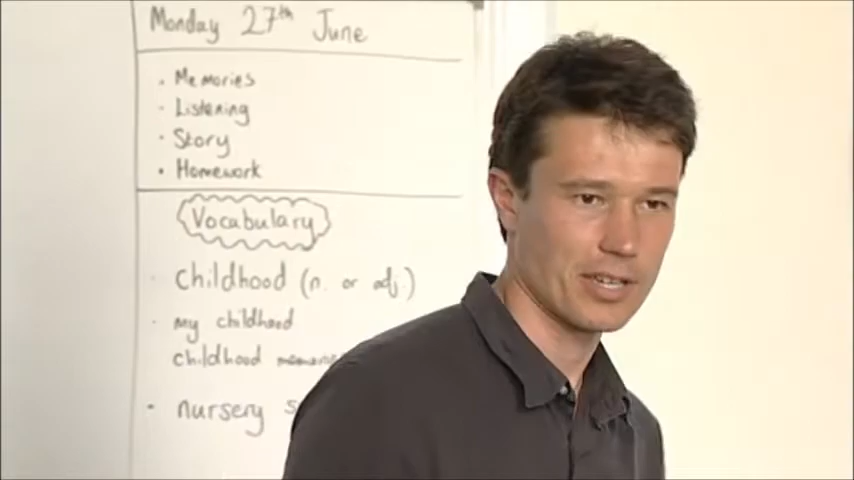 Monday 27th June
• Memories
• Listening
• Story
• Homework
Vocabulary
• childhood (n. or adj.)
• my childhood
childhood
• nursery